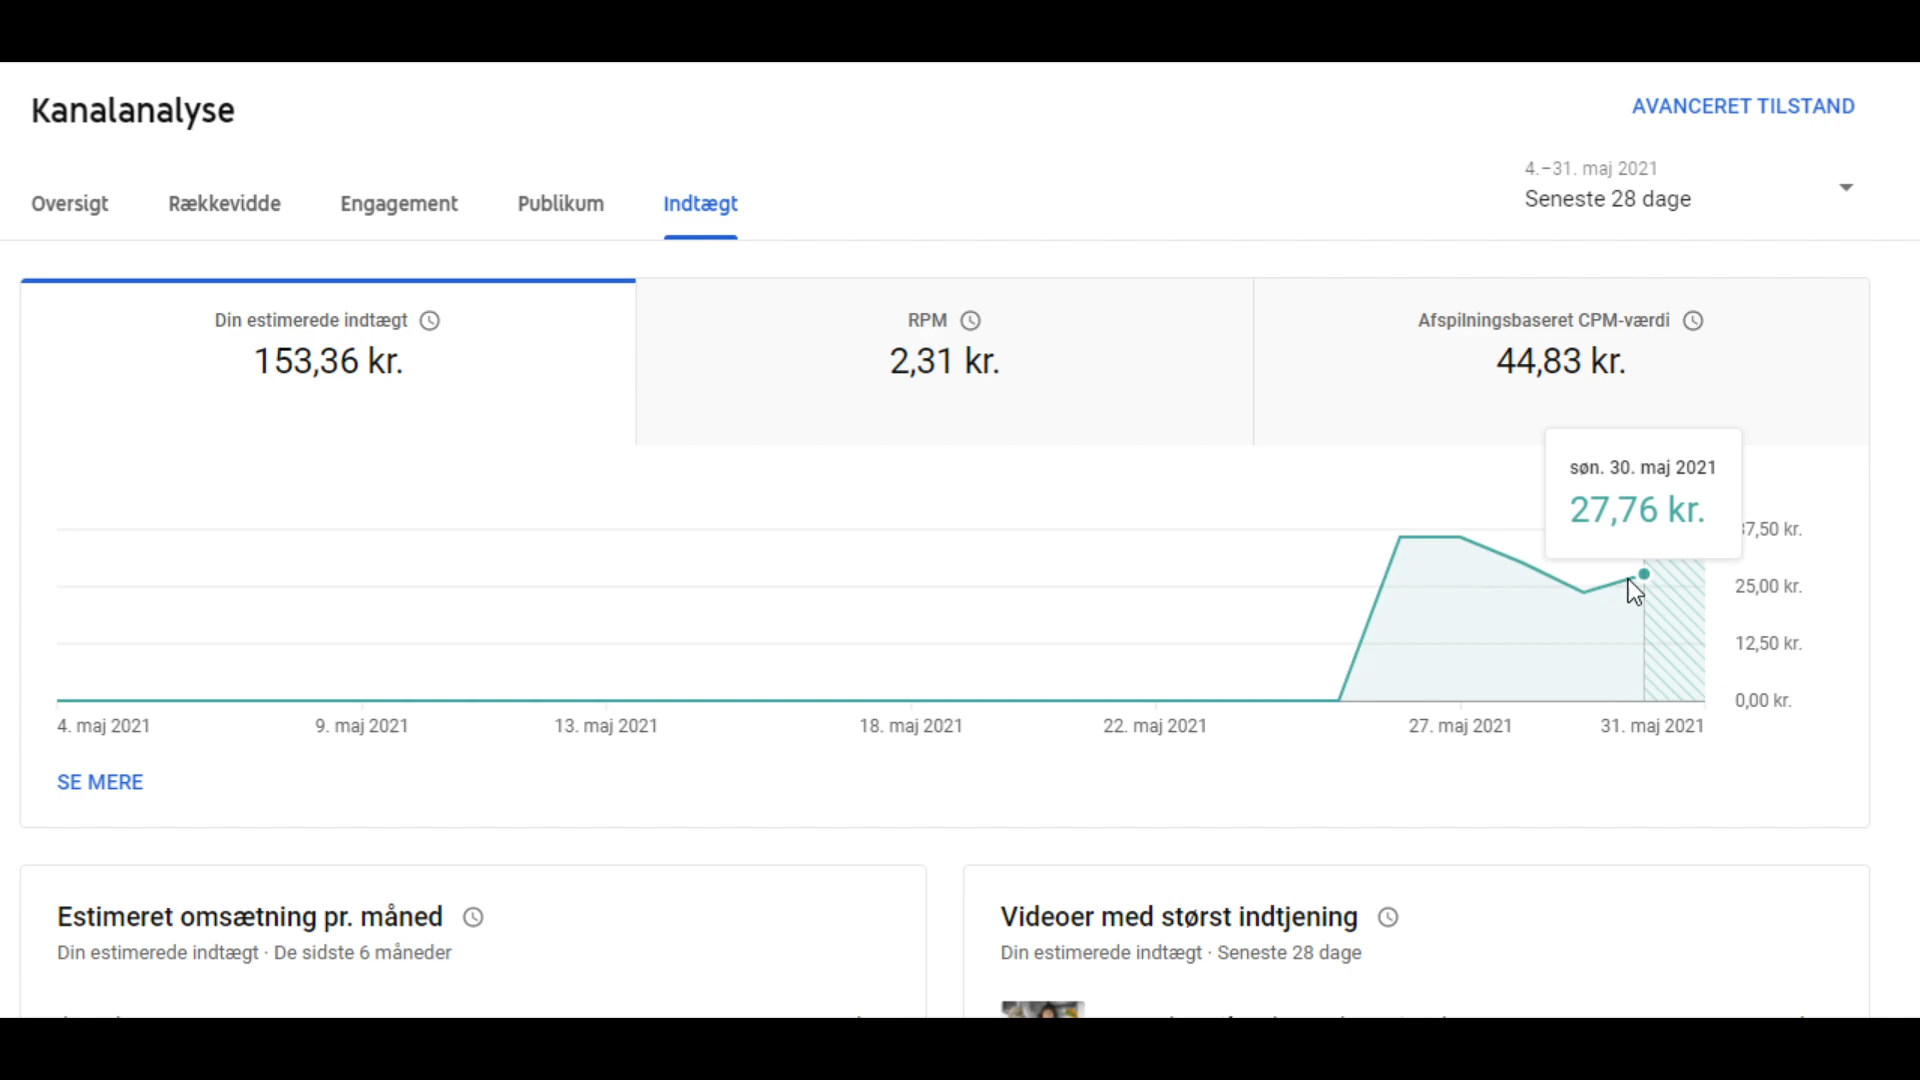 Kanalanalyse
AVANCERET TILSTAND
4.–31. maj 2021
Seneste 28 dage
Oversigt Rækkevidde Engagement Publikum Indtægt
Din estimerede indtægt
153,36 kr.
RPM
2,31 kr.
Afspilningsbaseret CPM-værdi
44,83 kr.
søn. 30. maj 2021
27,76 kr.
7,50 kr.
25,00 kr.
12,50 kr.
0,00 kr.
4. maj 2021 9. maj 2021 13. maj 2021 18. maj 2021 22. maj 2021 27. maj 2021 31. maj 2021
SE MERE
Estimeret omsætning pr. måned
Din estimerede indtægt · De sidste 6 måneder
Videoer med størst indtjening
Din estimerede indtægt · Seneste 28 dage